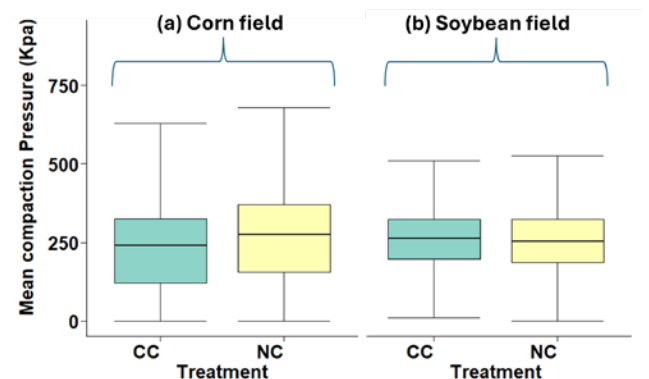 (a) Corn field
(b) Soybean field
Mean compaction Pressure (Kpa)
750
500
250
0
CC
NC
CC
NC
Treatment
Treatment